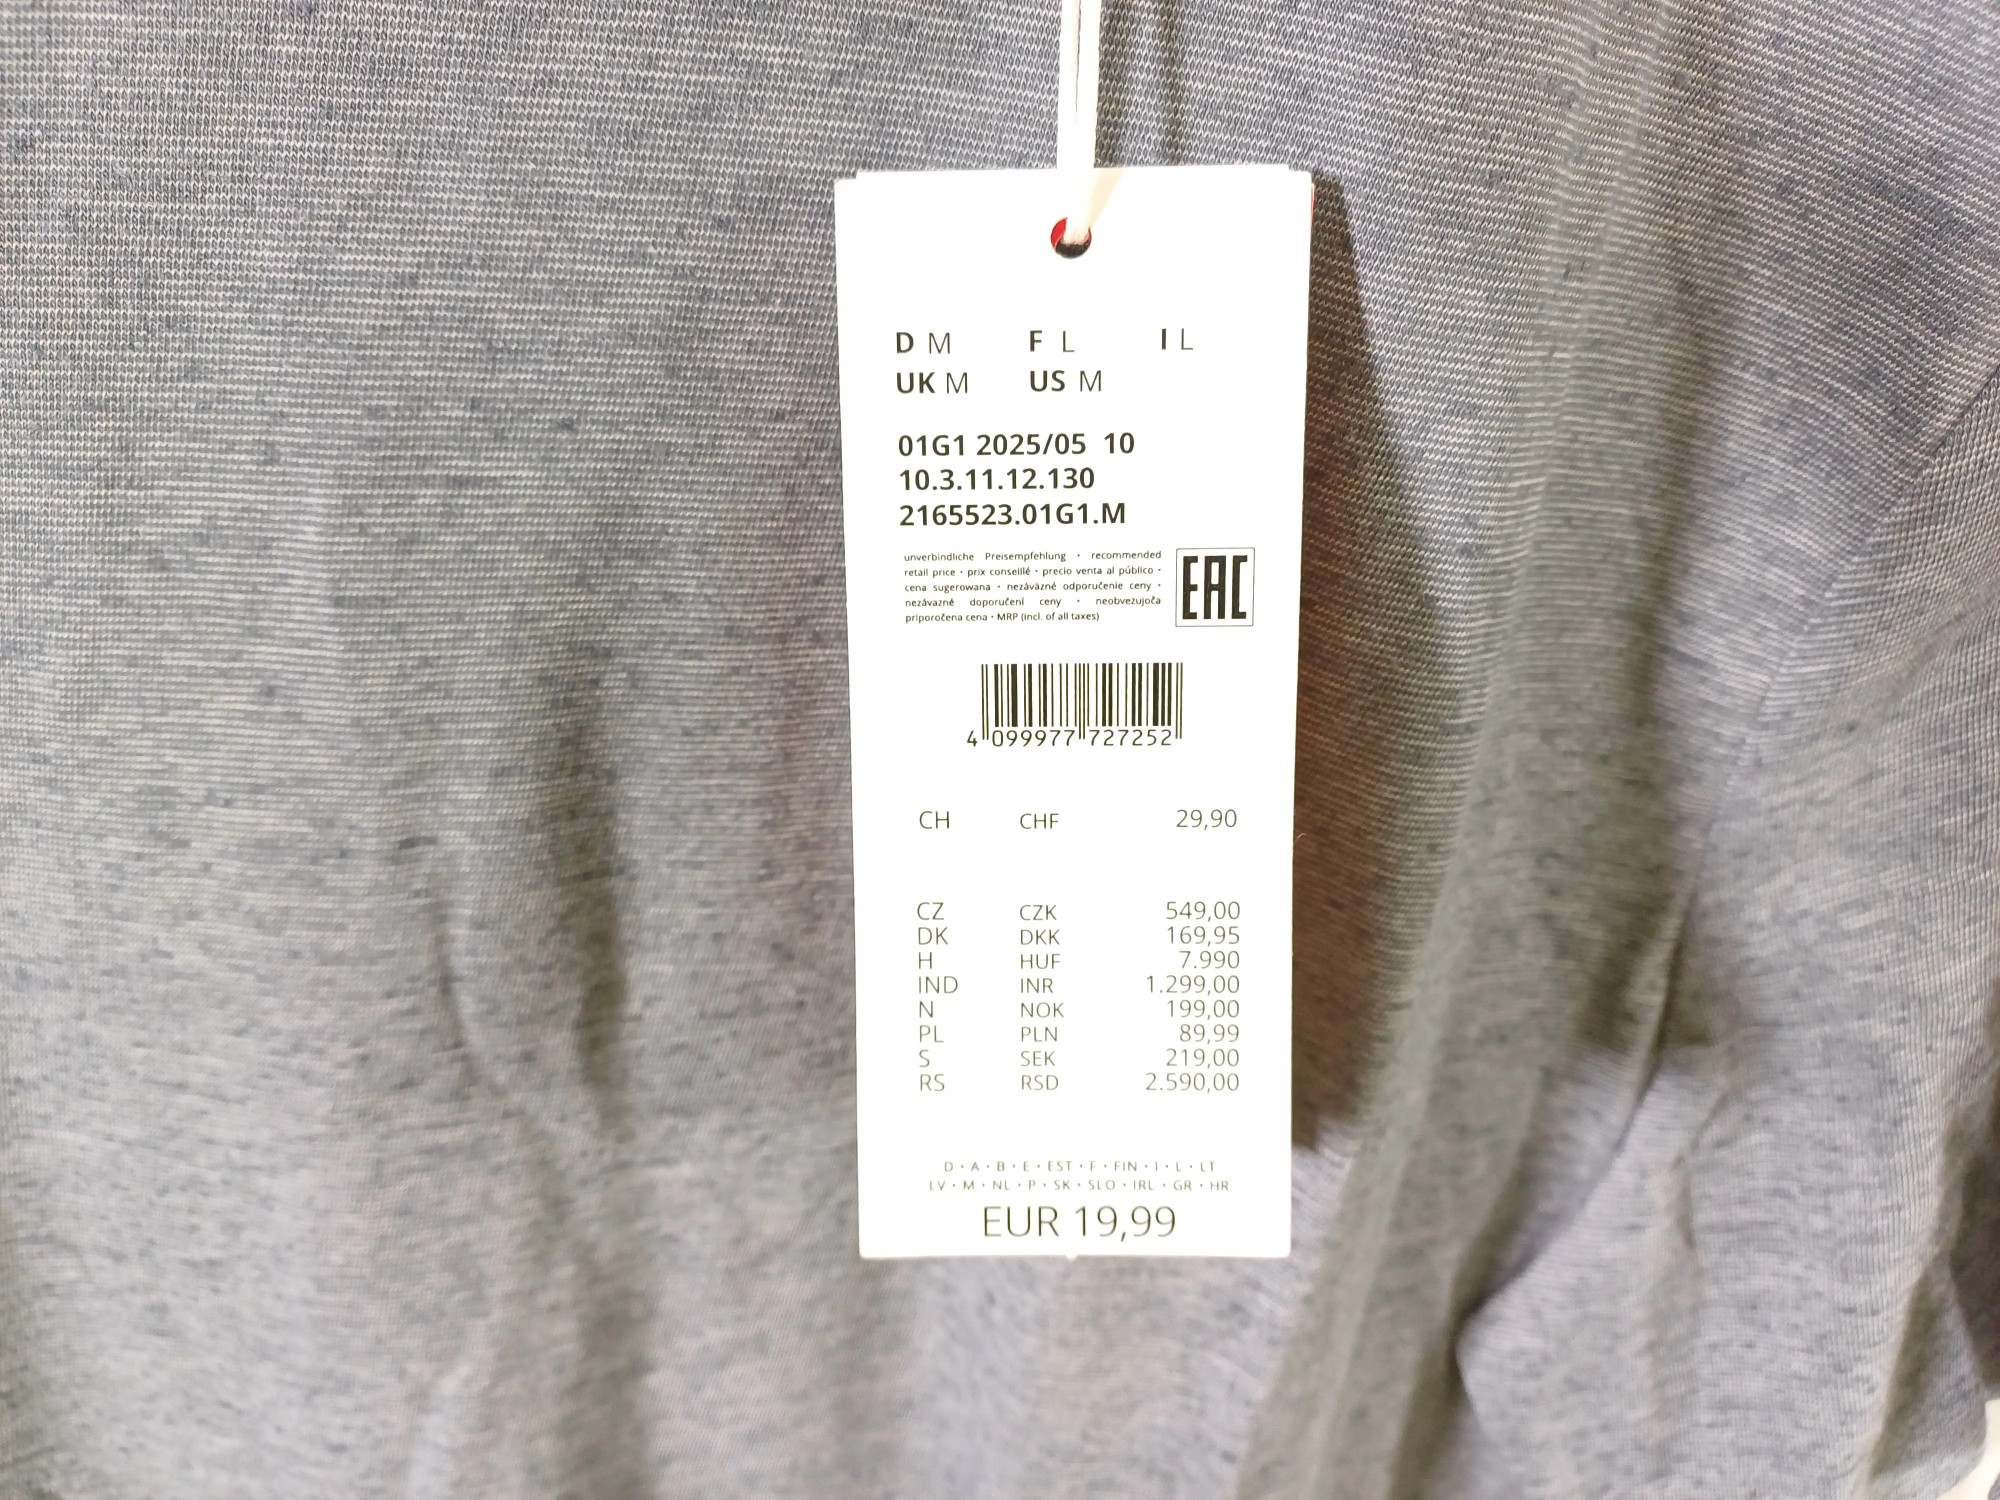 D M F L I L
UK M US M
01G1 2025/05 10
10.3.11.12.130
2165523.01G1.M
unverbindliche Preisempfehlung · recommended
retail price · prix conseillé · precio venta al público ·
cena sugerowana · nezáväzné odporučenie ceny ·
nezávazné doporučení ceny · neobvezujoča
priporočena cena · MRP (incl. of all taxes)
EAC
4 099977 727252
CH CHF 29,90
CZ CZK 549,00
DK DKK 169,95
H HUF 7.990
IND INR 1.299,00
N NOK 199,00
PL PLN 89,99
S SEK 219,00
RS RSD 2.590,00
D · A · B · E · EST · F · FIN · I · L · LT
LV · M · NL · P · SK · SLO · IRL · GR · HR
EUR 19,99